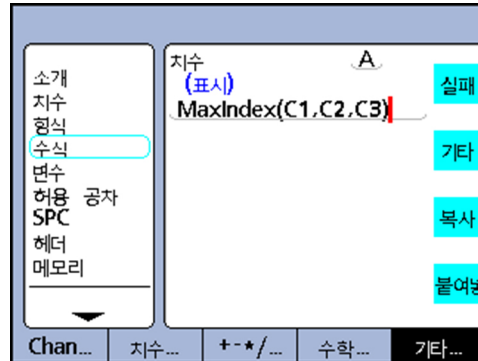 소개
치수
형식
수식
변수
허용 공차
SPC
헤더
메모리
치수
A
(표시)
MaxIndex(C1,C2,C3)
실패
기타
복사
Chan...
치수...
+-*/...
수학...
기타...